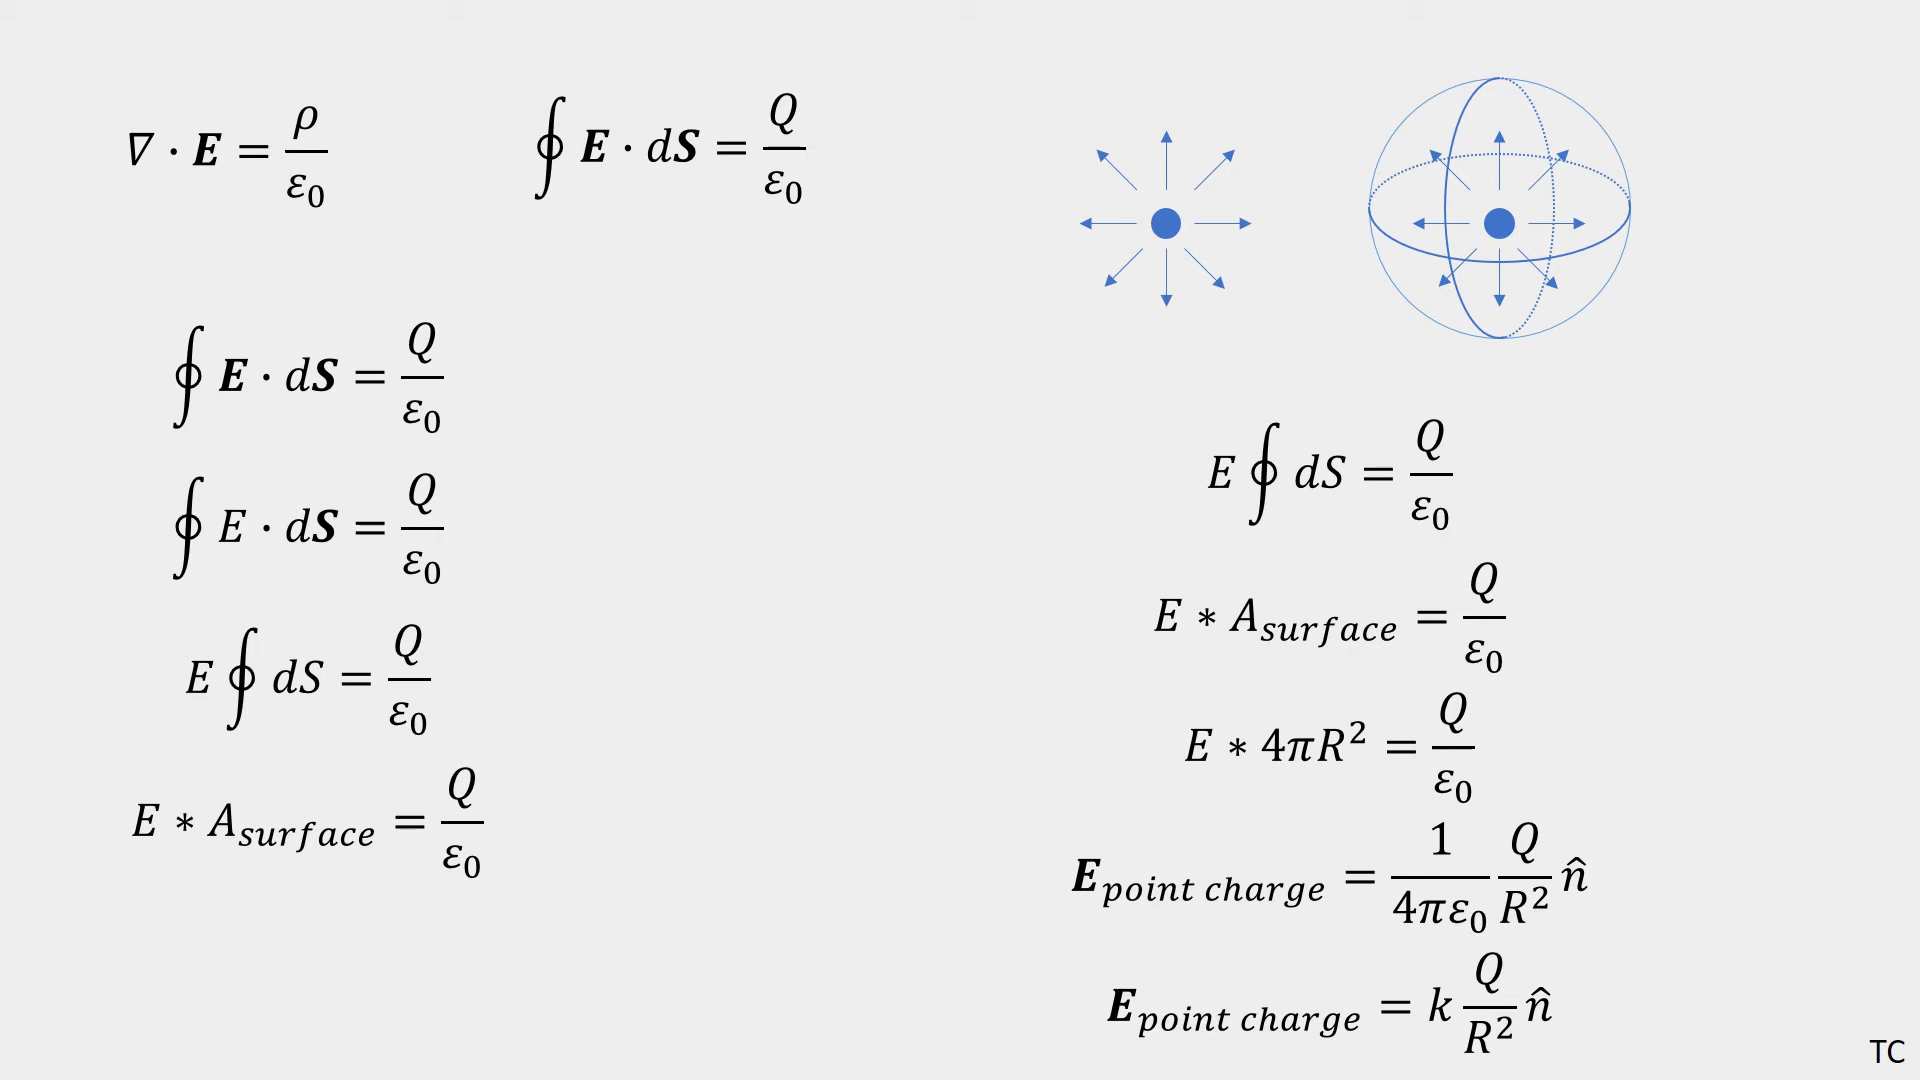 ∇ · 𝑬 = ρ/ε₀
∮ 𝑬 · d𝑺 = Q/ε₀
∮ 𝑬 · d𝑺 = Q/ε₀
∮ E · d𝑺 = Q/ε₀
E ∮ dS = Q/ε₀
E ∗ A_surface = Q/ε₀
E ∮ dS = Q/ε₀
E ∗ A_surface = Q/ε₀
E ∗ 4πR² = Q/ε₀
𝑬_point charge = 1/4πε₀ Q/R² n̂
𝑬_point charge = k Q/R² n̂
TC